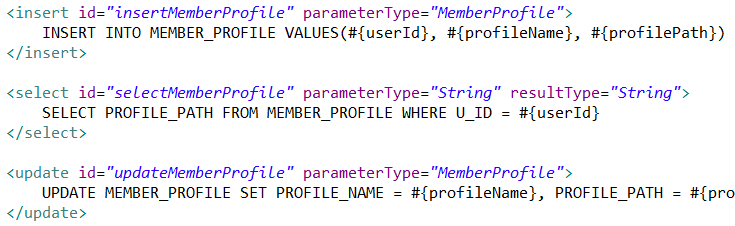 <insert id="insertMemberProfile" parameterType="MemberProfile">
INSERT INTO MEMBER_PROFILE VALUES(#{userId}, #{profileName}, #{profilePath})
</insert>
<select id="selectMemberProfile" parameterType="String" resultType="String">
SELECT PROFILE_PATH FROM MEMBER_PROFILE WHERE U_ID = #{userId}
</select>
<update id="updateMemberProfile" parameterType="MemberProfile">
UPDATE MEMBER_PROFILE SET PROFILE_NAME = #{profileName}, PROFILE_PATH = #{pro
</update>